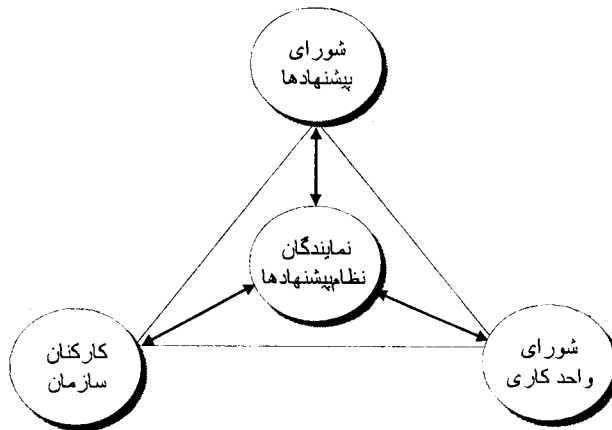 شورای
پیشنهادها
نمایندگان
نظام‌پیشنهادها
شورای
واحد کاری
کارکنان
سازمان